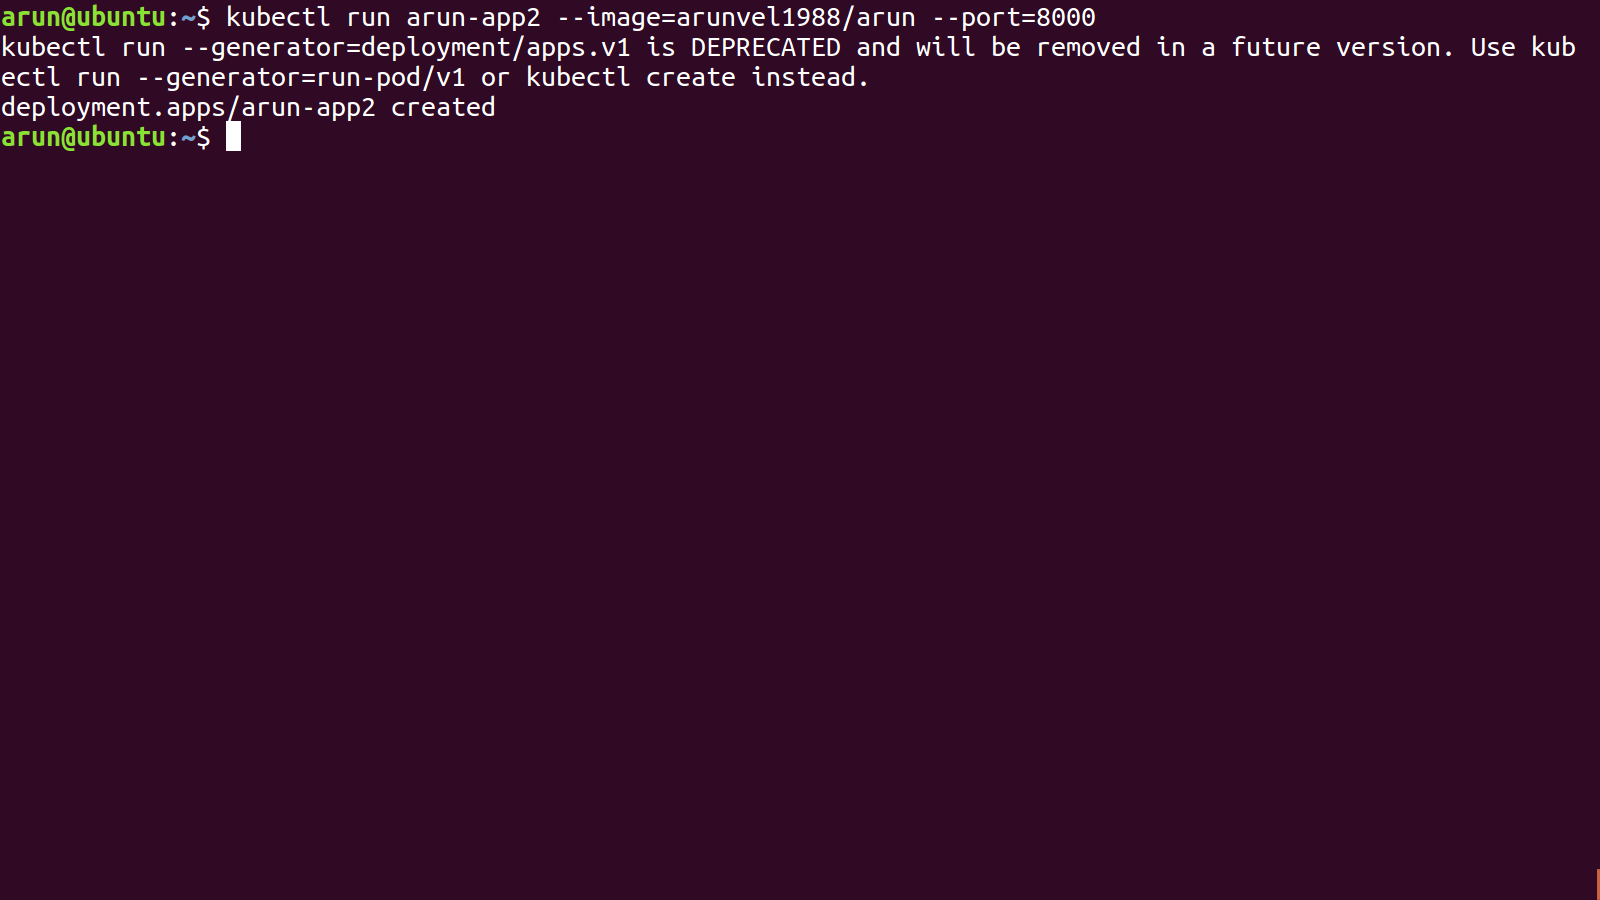 arun@ubuntu:~$ kubectl run arun-app2 --image=arunvel1988/arun --port=8000
kubectl run --generator=deployment/apps.v1 is DEPRECATED and will be removed in a future version. Use kub
ectl run --generator=run-pod/v1 or kubectl create instead.
deployment.apps/arun-app2 created
arun@ubuntu:~$